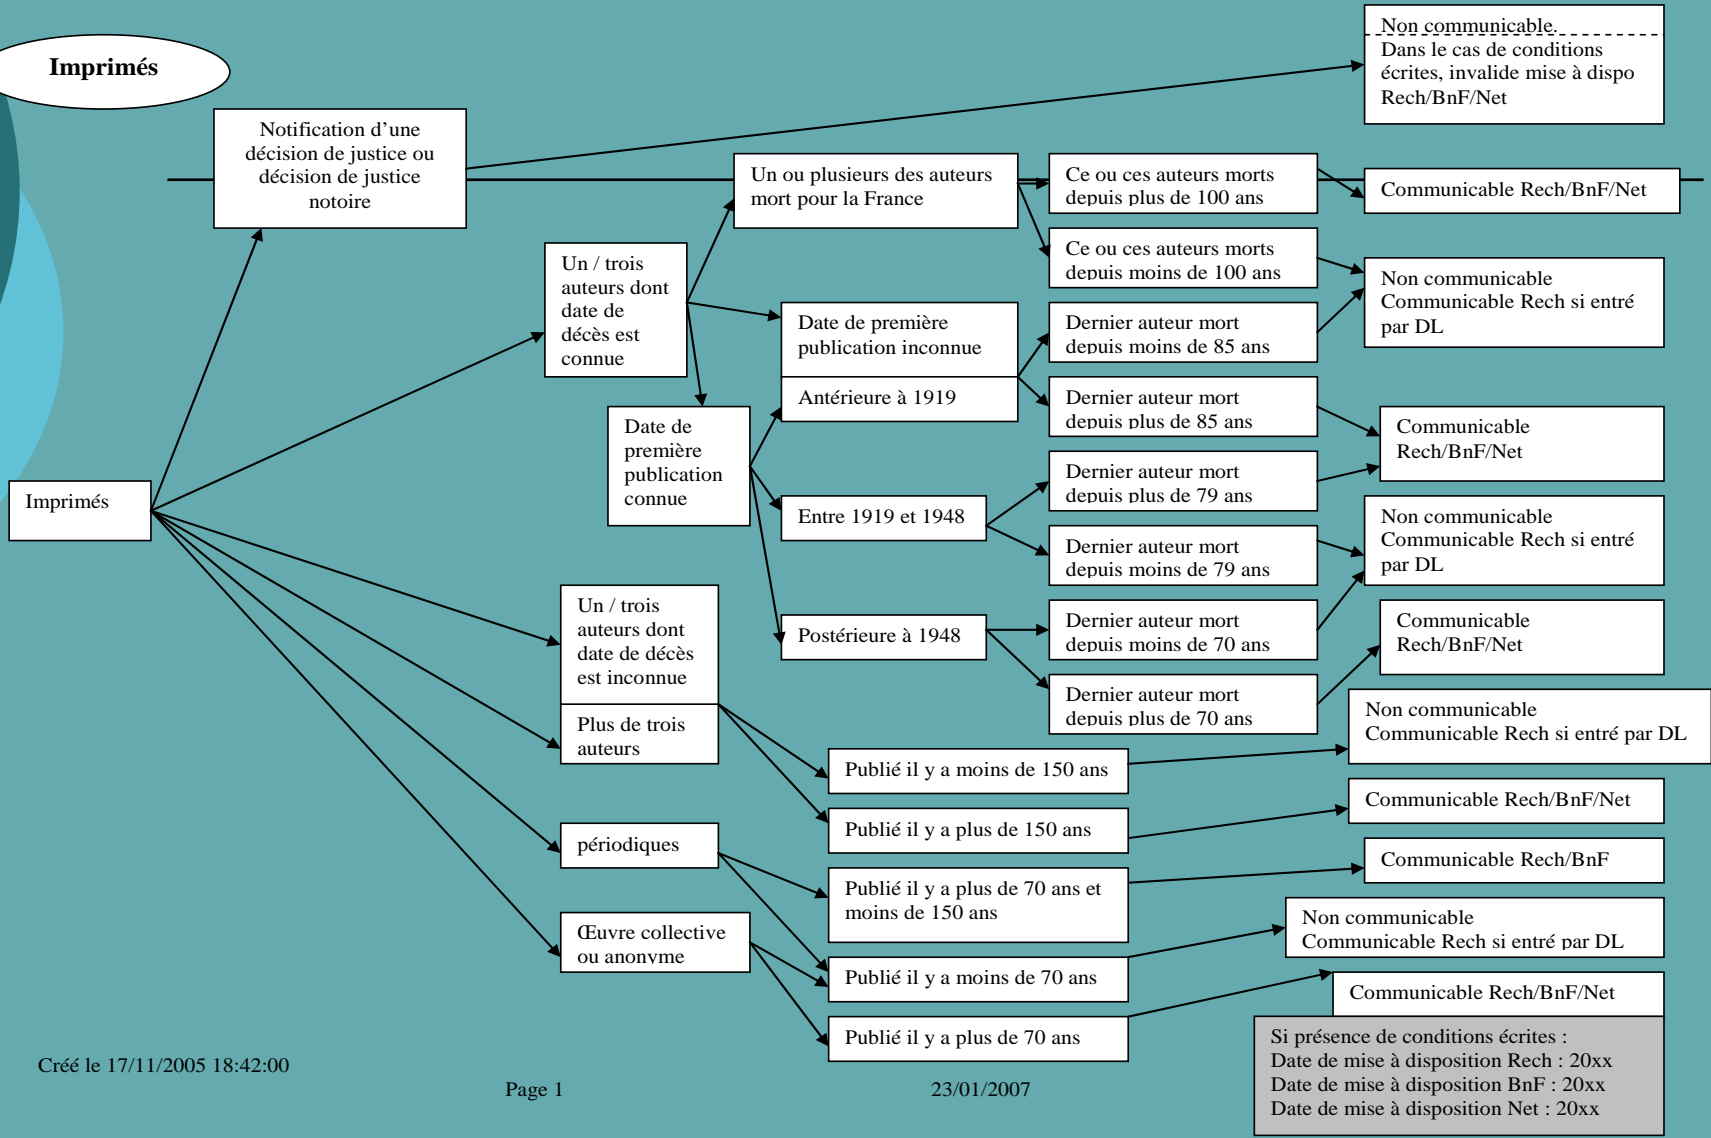 Imprimés
Non communicable.
Dans le cas de conditions
écrites, invalide mise à dispo
Rech/BnF/Net
Notification d'une
décision de justice ou
décision de justice
notoire
Un ou plusieurs des auteurs
mort pour la France
Ce ou ces auteurs morts
depuis plus de 100 ans
Communicable Rech/BnF/Net
Ce ou ces auteurs morts
depuis moins de 100 ans
Non communicable
Communicable Rech si entré
par DL
Un / trois
auteurs dont
date de
décès est
connue
Date de première
publication inconnue
Antérieure à 1919
Dernier auteur mort
depuis moins de 85 ans
Dernier auteur mort
depuis plus de 85 ans
Communicable
Rech/BnF/Net
Date de
première
publication
connue
Dernier auteur mort
depuis plus de 79 ans
Imprimés
Entre 1919 et 1948
Dernier auteur mort
depuis moins de 79 ans
Non communicable
Communicable Rech si entré
par DL
Un / trois
auteurs dont
date de décès
est inconnue
Plus de trois
auteurs
Postérieure à 1948
Dernier auteur mort
depuis moins de 70 ans
Communicable
Rech/BnF/Net
Dernier auteur mort
depuis plus de 70 ans
Non communicable
Communicable Rech si entré par DL
Publié il y a moins de 150 ans
Communicable Rech/BnF/Net
Publié il y a plus de 150 ans
périodiques
Communicable Rech/BnF
Publié il y a plus de 70 ans et
moins de 150 ans
Œuvre collective
ou anonyme
Non communicable
Communicable Rech si entré par DL
Publié il y a moins de 70 ans
Communicable Rech/BnF/Net
Publié il y a plus de 70 ans
Si présence de conditions écrites :
Date de mise à disposition Rech : 20xx
Date de mise à disposition BnF : 20xx
Date de mise à disposition Net : 20xx
Créé le 17/11/2005 18:42:00
Page 1
23/01/2007